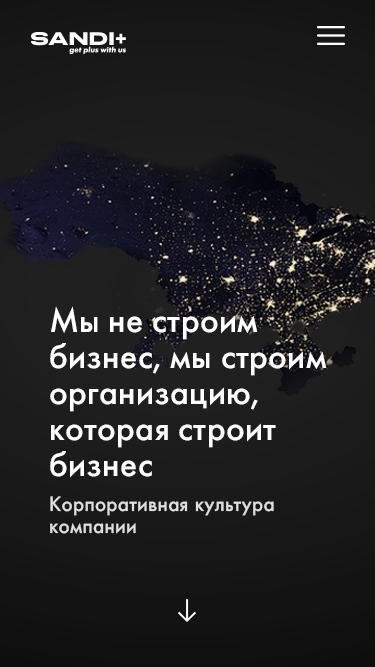 SANDI+
get plus with us
Мы не строим
бизнес, мы строим
организацию,
которая строит
бизнес
Корпоративная культура
компании